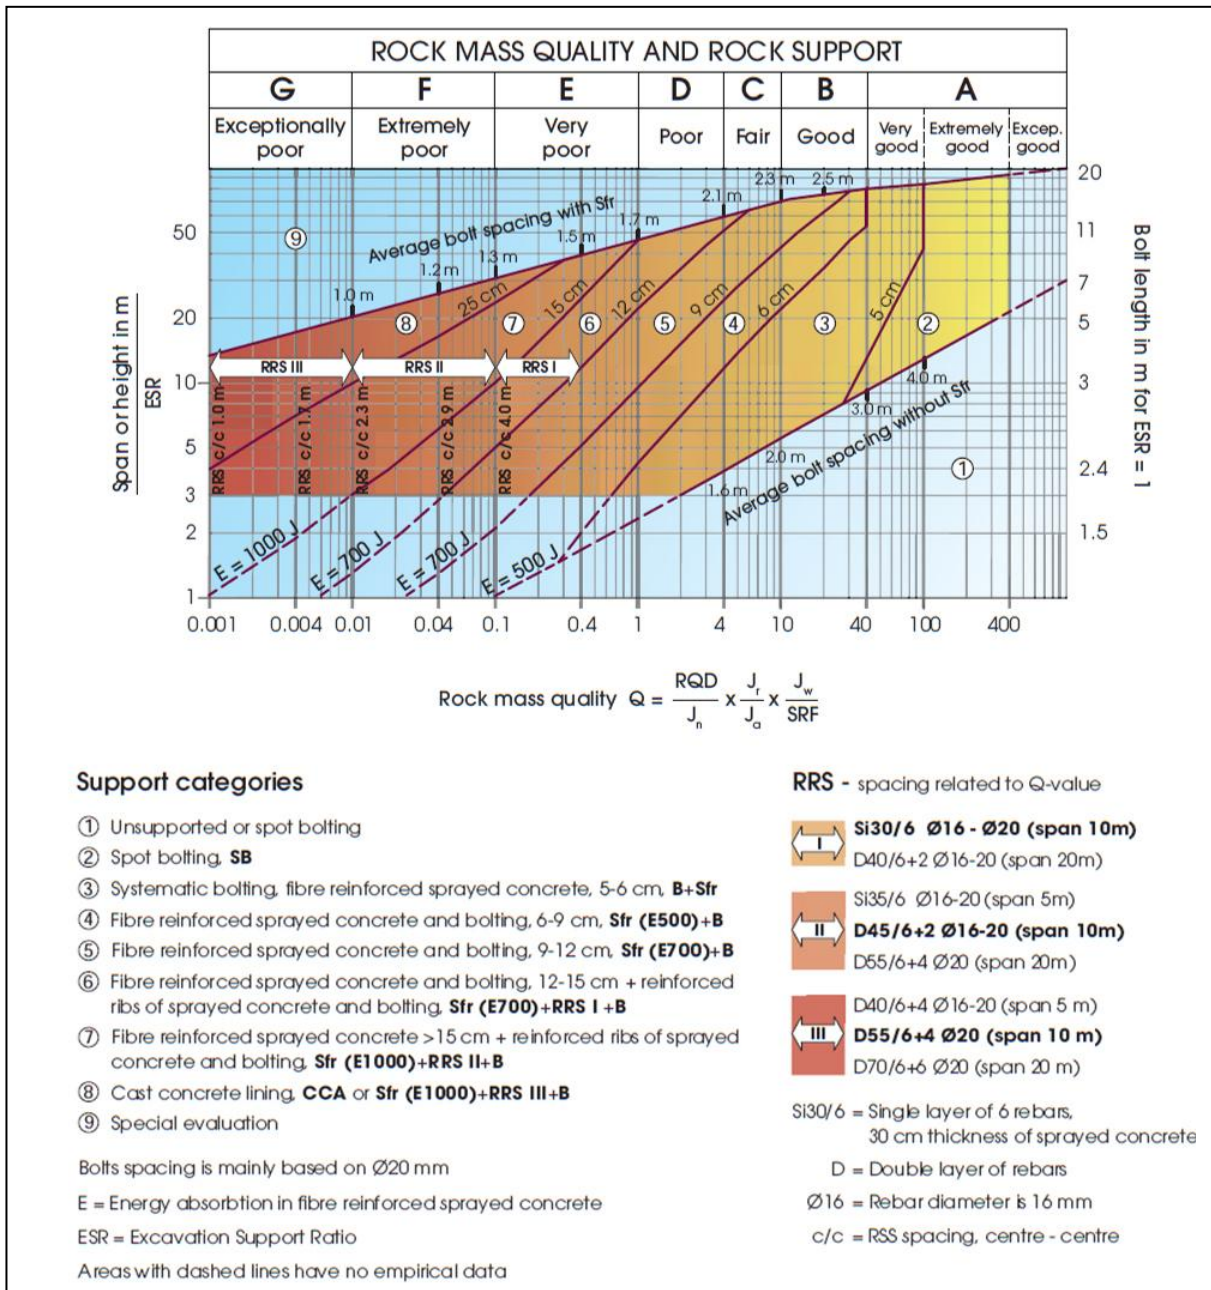 ROCK MASS QUALITY AND ROCK SUPPORT
G F E D C B A
Exceptionally poor Extremely poor Very poor Poor Fair Good Very good Extremely good Excep. good
Span or height in m
ESR
50
20
10
5
3
2
1
20
11
7
5
3
2.4
1.5
Bolt length in m for ESR = 1
Average bolt spacing with Sfr
1.0 m
1.2 m
1.3 m
1.5 m
1.7 m
2.1 m
2.3 m
2.5 m
9
8
7
6
5
4
3
2
1
25 cm
15 cm
12 cm
9 cm
6 cm
5 cm
RRS III
RRS II
RRS I
RRS c/c 1.0 m
RRS c/c 1.7 m
RRS c/c 2.3 m
RRS c/c 2.9 m
RRS c/c 4.0 m
4.0 m
3.0 m
2.0 m
1.6 m
Average bolt spacing without Sfr
E = 1000 J
E = 700 J
E = 700 J
E = 500 J
0.001 0.004 0.01 0.04 0.1 0.4 1 4 10 40 100 400
Rock mass quality Q = RQD/Jn x Jr/Ja x Jw/SRF
Support categories
① Unsupported or spot bolting
② Spot bolting, SB
③ Systematic bolting, fibre reinforced sprayed concrete, 5-6 cm, B+Sfr
④ Fibre reinforced sprayed concrete and bolting, 6-9 cm, Sfr (E500)+B
⑤ Fibre reinforced sprayed concrete and bolting, 9-12 cm, Sfr (E700)+B
⑥ Fibre reinforced sprayed concrete and bolting, 12-15 cm + reinforced
ribs of sprayed concrete and bolting, Sfr (E700)+RRS I +B
⑦ Fibre reinforced sprayed concrete >15 cm + reinforced ribs of sprayed
concrete and bolting, Sfr (E1000)+RRS II+B
⑧ Cast concrete lining, CCA or Sfr (E1000)+RRS III+B
⑨ Special evaluation
Bolts spacing is mainly based on Ø20 mm
E = Energy absorbtion in fibre reinforced sprayed concrete
ESR = Excavation Support Ratio
Areas with dashed lines have no empirical data
RRS - spacing related to Q-value
I
Si30/6 Ø16 - Ø20 (span 10m)
D40/6+2 Ø16-20 (span 20m)
II
Si35/6 Ø16-20 (span 5m)
D45/6+2 Ø16-20 (span 10m)
D55/6+4 Ø20 (span 20m)
III
D40/6+4 Ø16-20 (span 5 m)
D55/6+4 Ø20 (span 10 m)
D70/6+6 Ø20 (span 20 m)
Si30/6 = Single layer of 6 rebars,
30 cm thickness of sprayed concrete
D = Double layer of rebars
Ø16 = Rebar diameter is 16 mm
c/c = RSS spacing, centre - centre